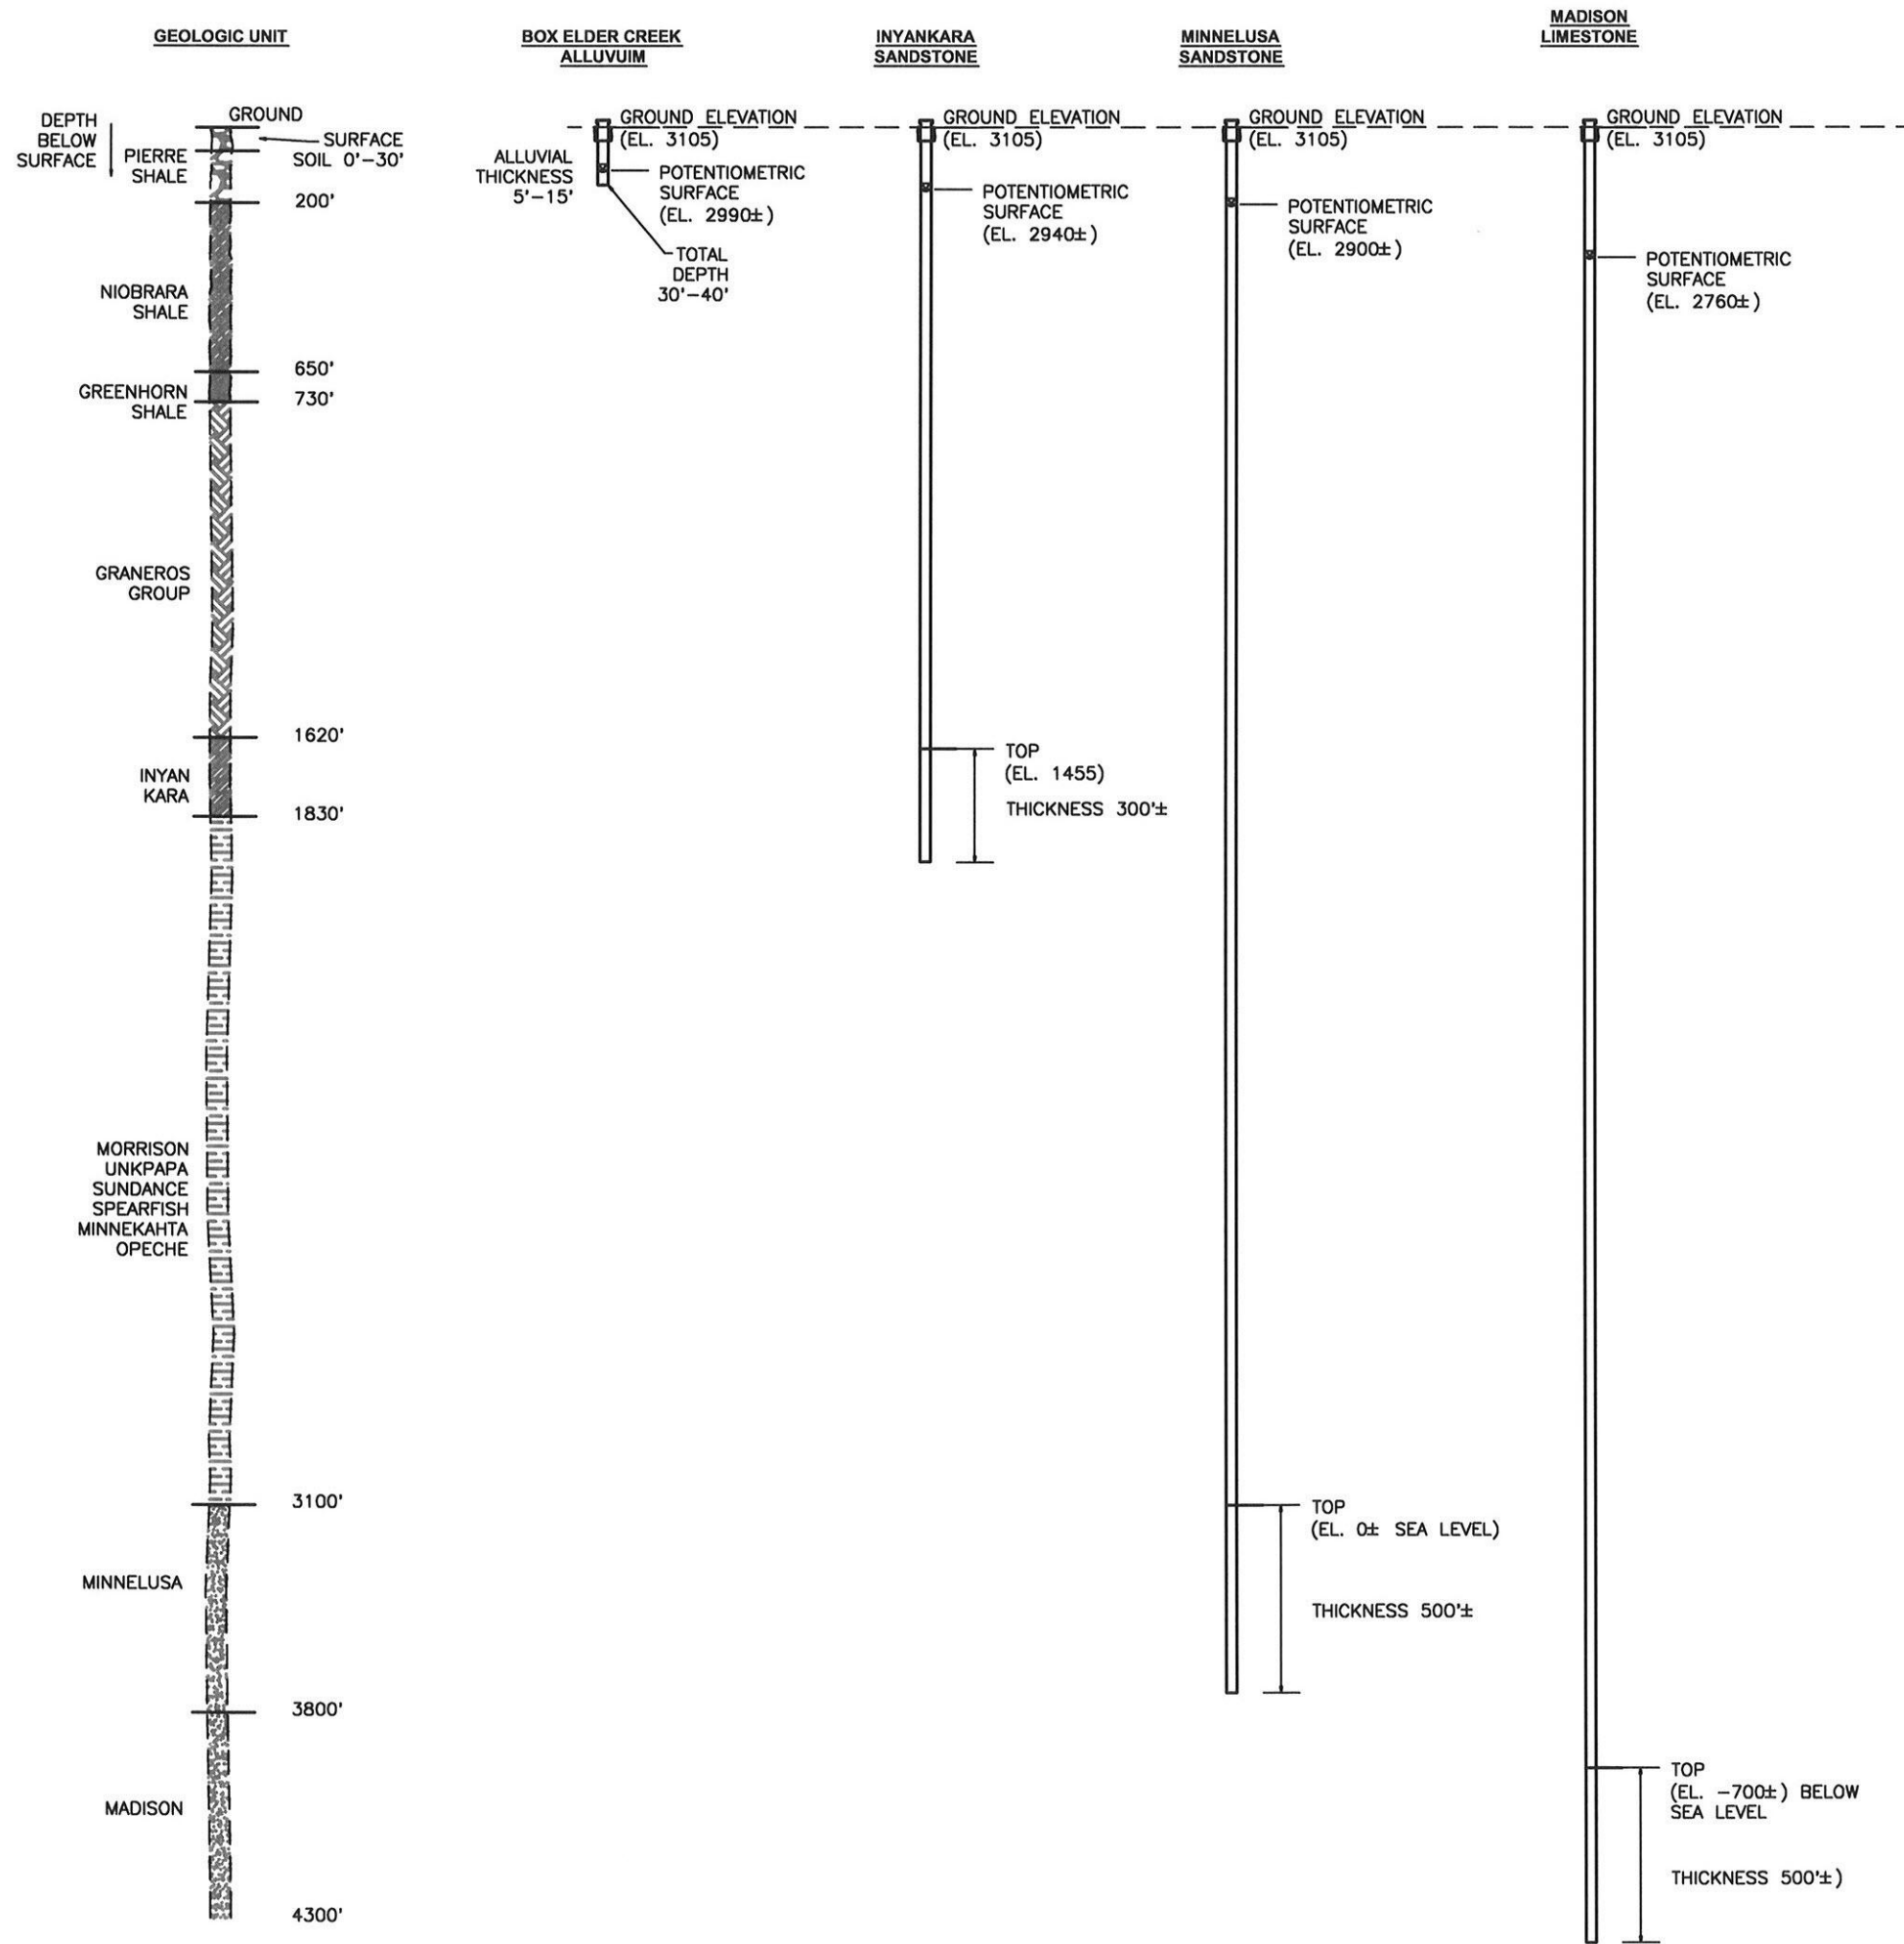 GEOLOGIC UNIT
BOX ELDER CREEK
ALLUVUIM
INYANKARA
SANDSTONE
MINNELUSA
SANDSTONE
MADISON
LIMESTONE
DEPTH
BELOW
SURFACE
GROUND
SURFACE
SOIL 0'-30'
PIERRE
SHALE
200'
NIOBRARA
SHALE
650'
GREENHORN
SHALE
730'
GRANEROS
GROUP
1620'
INYAN
KARA
1830'
MORRISON
UNKPAPA
SUNDANCE
SPEARFISH
MINNEKAHTA
OPECHE
3100'
MINNELUSA
3800'
MADISON
4300'
GROUND ELEVATION
(EL. 3105)
ALLUVIAL
THICKNESS
5'-15'
POTENTIOMETRIC
SURFACE
(EL. 2990±)
TOTAL
DEPTH
30'-40'
GROUND ELEVATION
(EL. 3105)
POTENTIOMETRIC
SURFACE
(EL. 2940±)
TOP
(EL. 1455)
THICKNESS 300'±
GROUND ELEVATION
(EL. 3105)
POTENTIOMETRIC
SURFACE
(EL. 2900±)
TOP
(EL. 0± SEA LEVEL)
THICKNESS 500'±
GROUND ELEVATION
(EL. 3105)
POTENTIOMETRIC
SURFACE
(EL. 2760±)
TOP
(EL. -700±) BELOW
SEA LEVEL
THICKNESS 500'±)